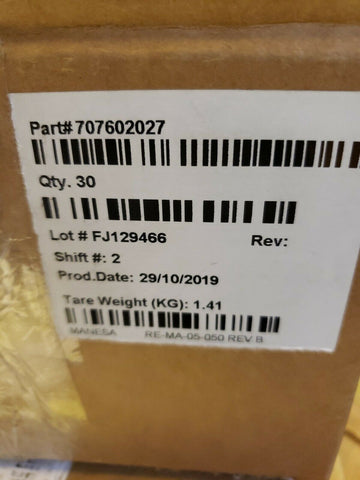 Part# 707602027
Qty. 30
Lot # FJ129466 Rev:
Shift #: 2
Prod.Date: 29/10/2019
Tare Weight (KG): 1.41
MANESA RE-MA-05-050 REV B